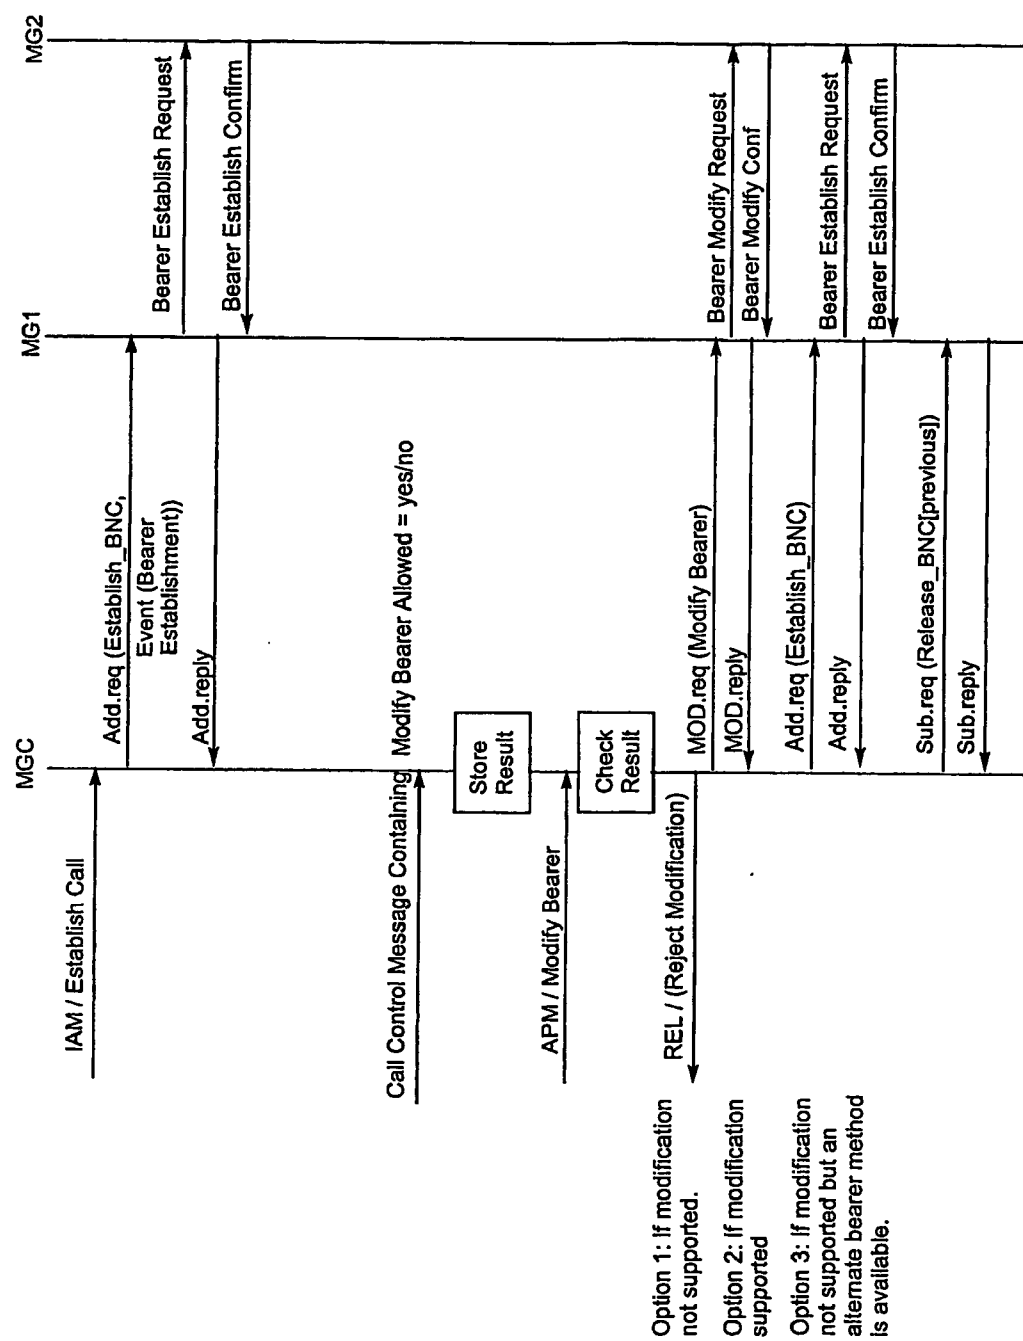 MGC
MG1
MG2
IAM / Establish Call
Add.req (Establish_BNC,
Event (Bearer
Establishment))
Bearer Establish Request
Add.reply
Bearer Establish Confirm
Call Control Message Containing Modify Bearer Allowed = yes/no
Store
Result
APM / Modify Bearer
Check
Result
Option 1: If modification
not supported.
REL / (Reject Modification)
Option 2: If modification
supported
MOD.req (Modify Bearer)
Bearer Modify Request
MOD.reply
Bearer Modify Conf
Option 3: If modification
not supported but an
alternate bearer method
is available.
Add.req (Establish_BNC)
Bearer Establish Request
Add.reply
Bearer Establish Confirm
Sub.req (Release_BNC[previous])
Sub.reply